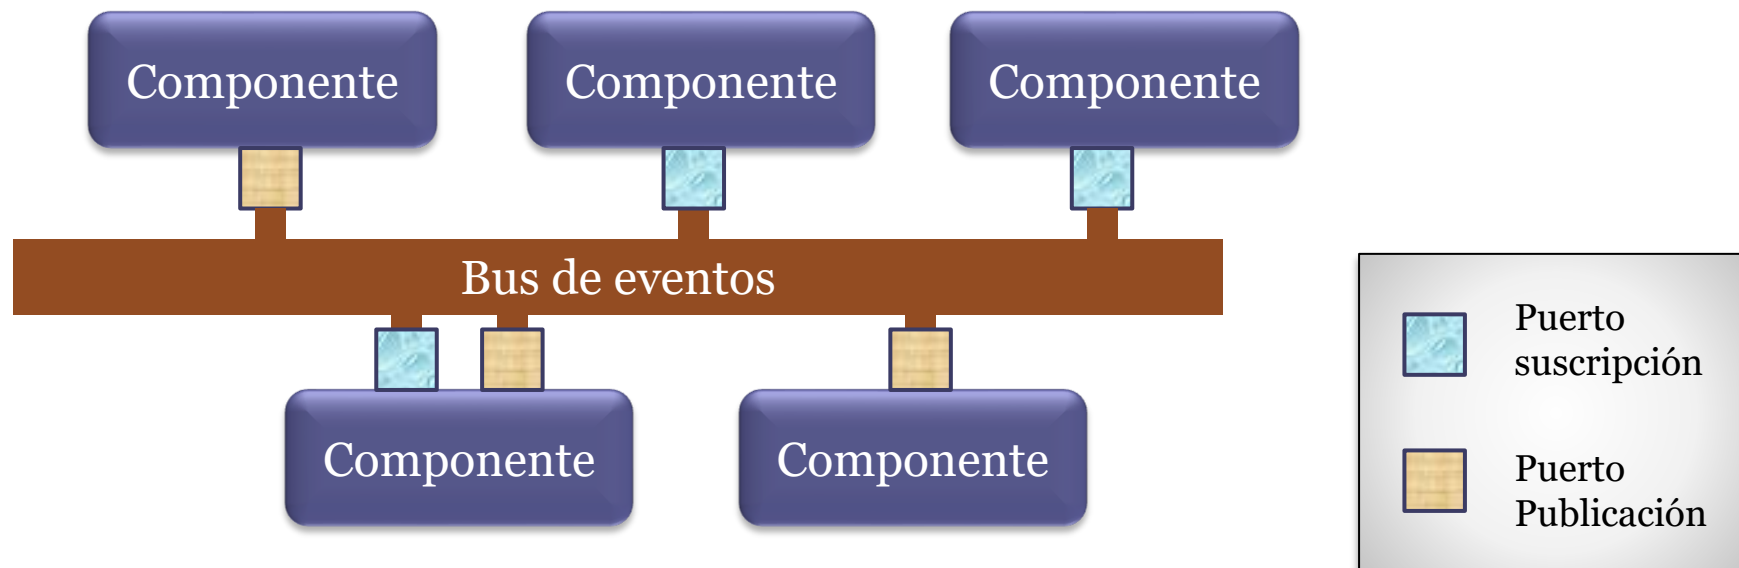 Componente
Componente
Componente
Bus de eventos
Componente
Componente
Puerto
suscripción
Puerto
Publicación